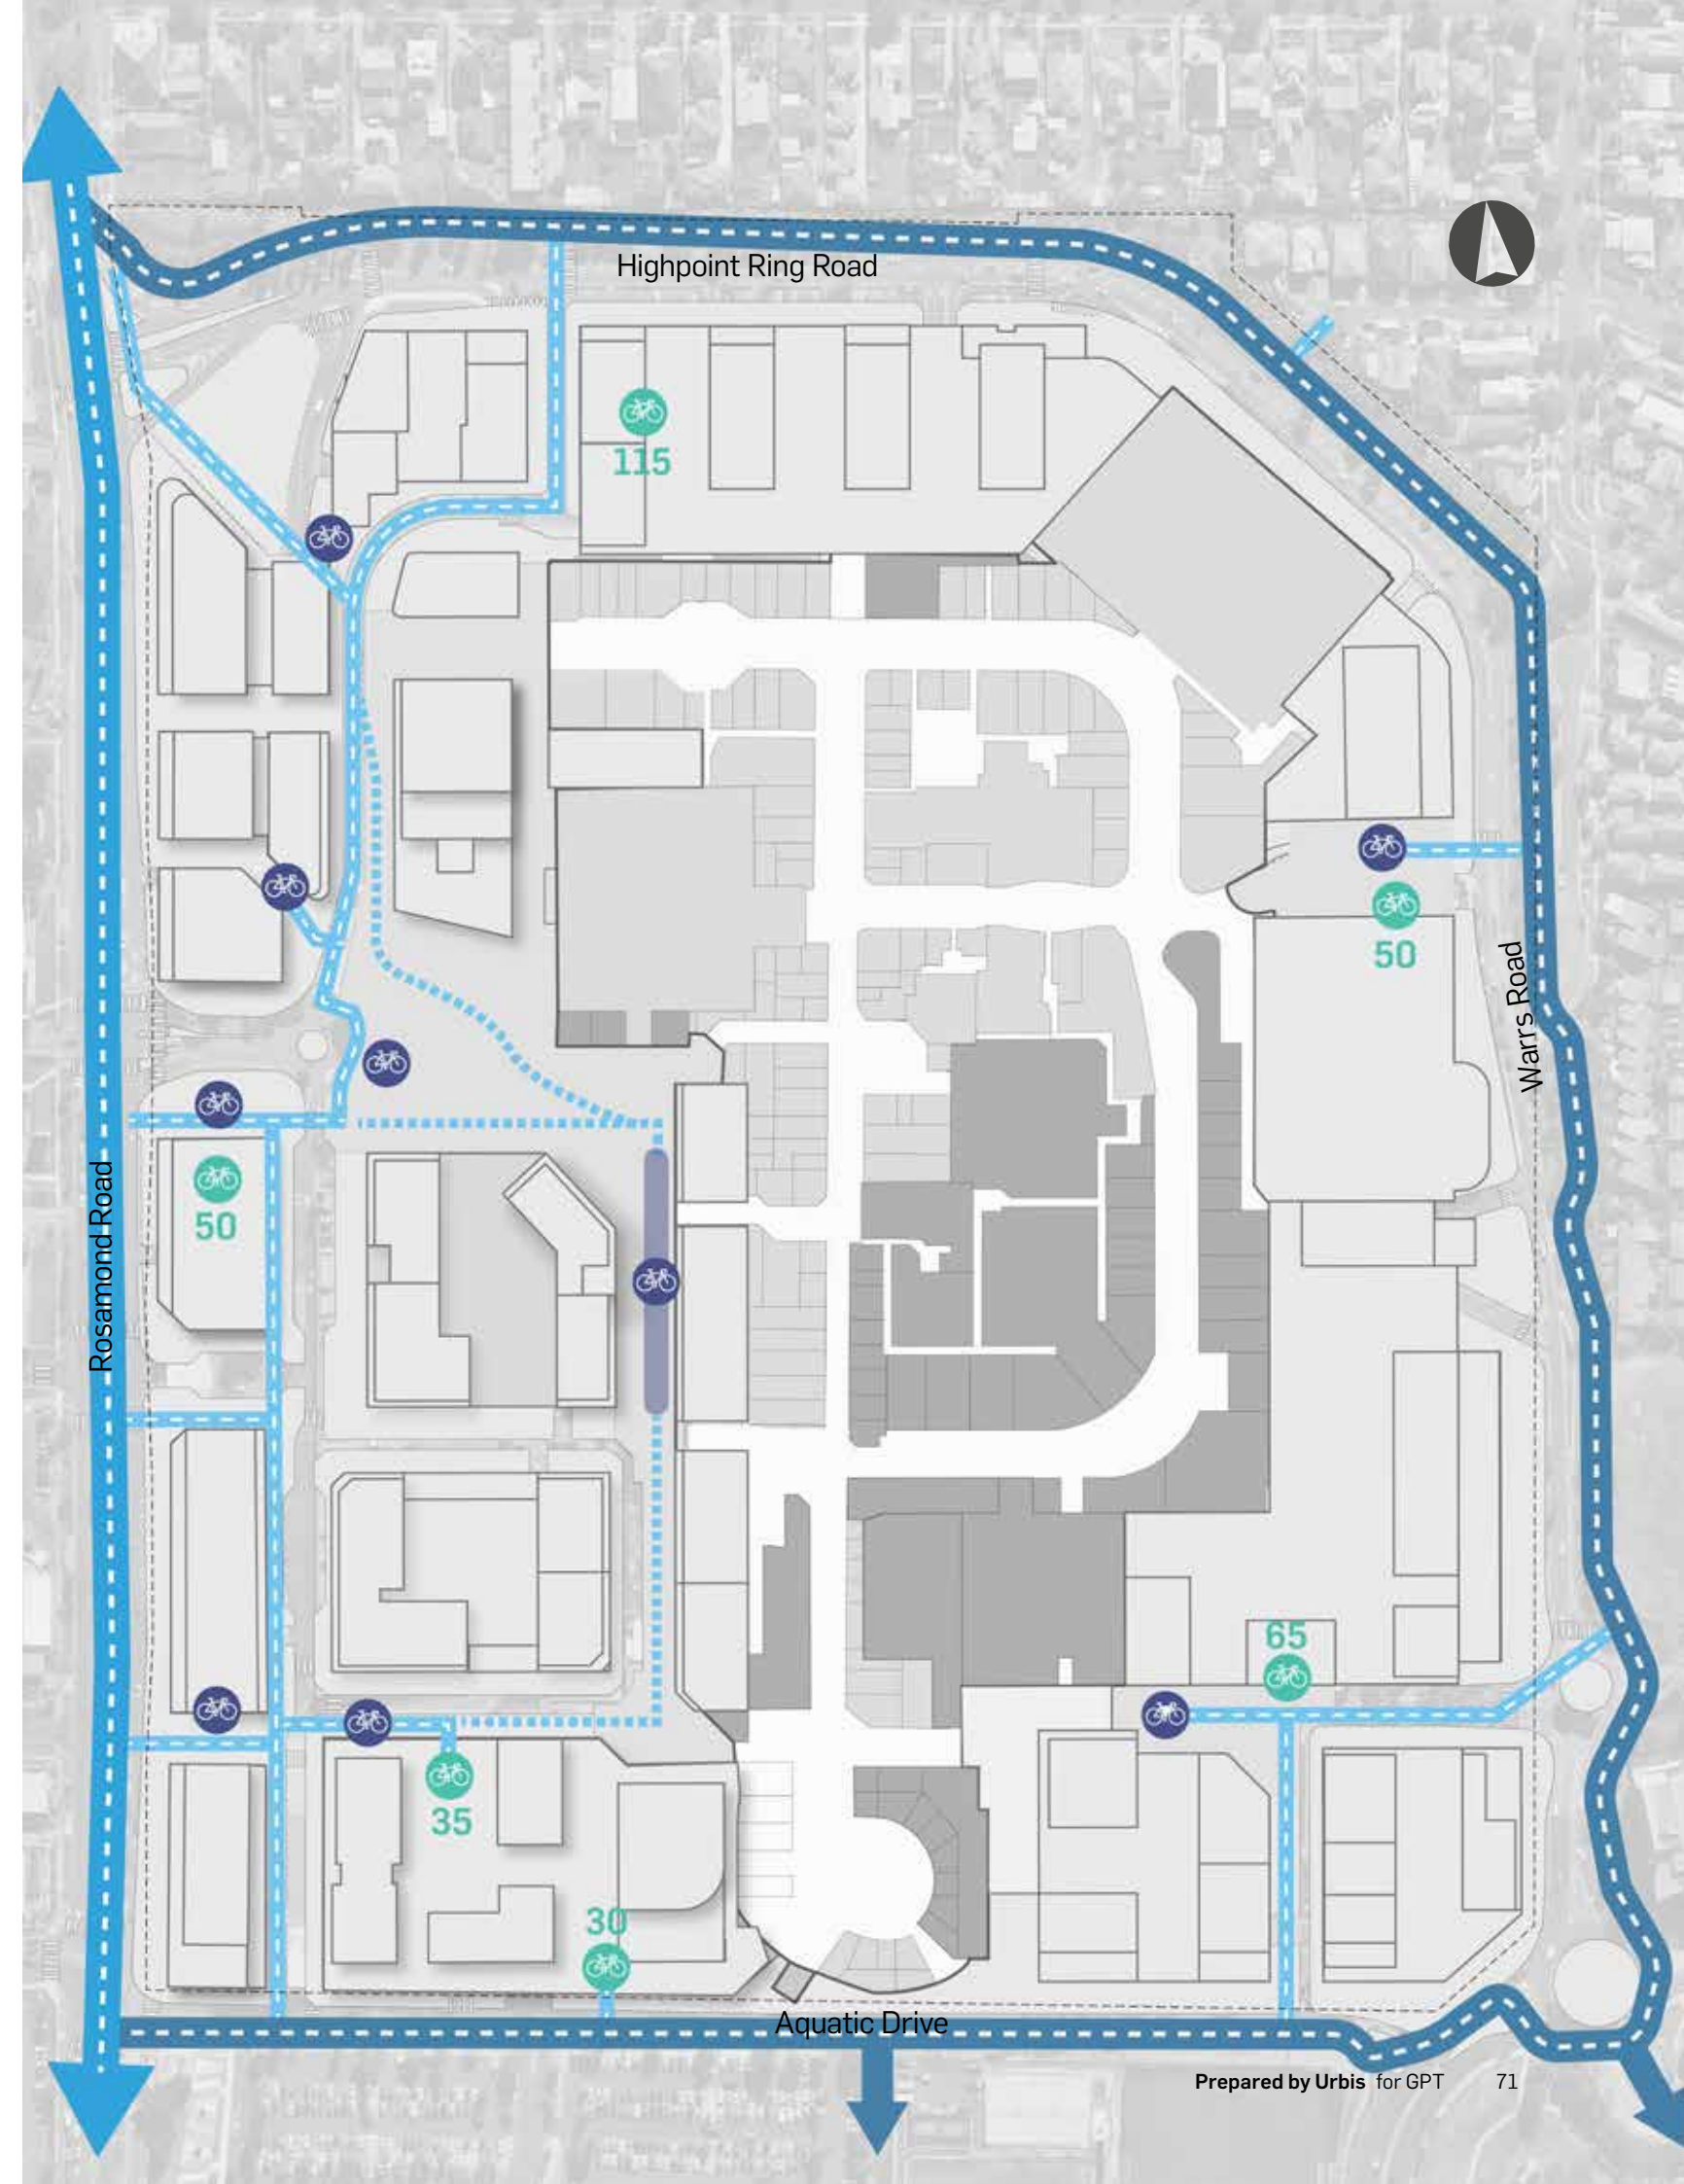 Highpoint Ring Road
115
50
Warrs Road
Rosamond Road
50
65
35
30
Aquatic Drive
Prepared by Urbis for GPT 71